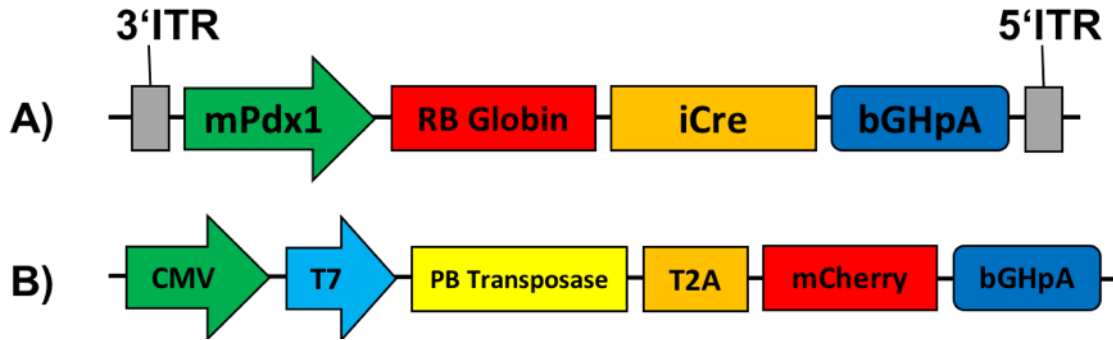 3‘ITR 5‘ITR
A) mPdx1 RB Globin iCre bGHpA
B) CMV T7 PB Transposase T2A mCherry bGHpA